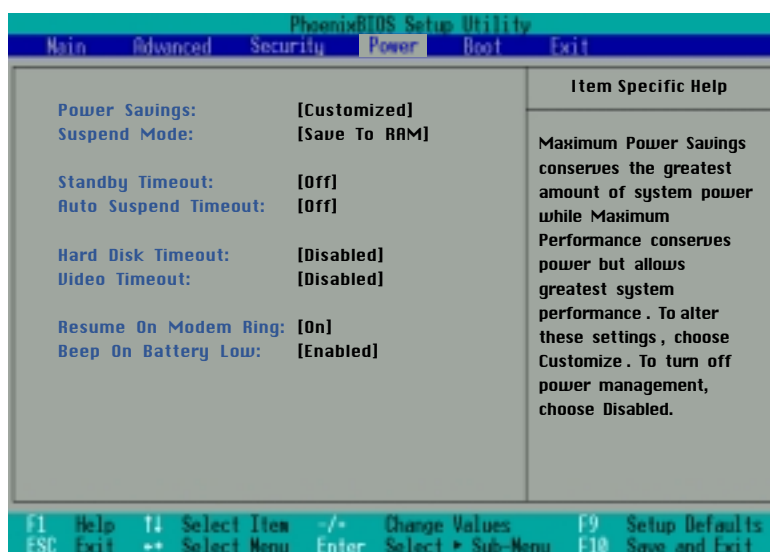 PhoenixBIOS Setup Utility
Main Advanced Security Power Boot Exit
Item Specific Help
Power Savings: [Customized]
Suspend Mode: [Save To RAM]
Standby Timeout: [Off]
Auto Suspend Timeout: [Off]
Hard Disk Timeout: [Disabled]
Video Timeout: [Disabled]
Resume On Modem Ring: [On]
Beep On Battery Low: [Enabled]
Maximum Power Savings
conserves the greatest
amount of system power
while Maximum
Performance conserves
power but allows
greatest system
performance . To alter
these settings , choose
Customize . To turn off
power management,
choose Disabled.
F1 Help ↑↓ Select Item -/+ Change Values F9 Setup Defaults
ESC Exit ↔ Select Menu Enter Select ▶ Sub-Menu F10 Save and Exit